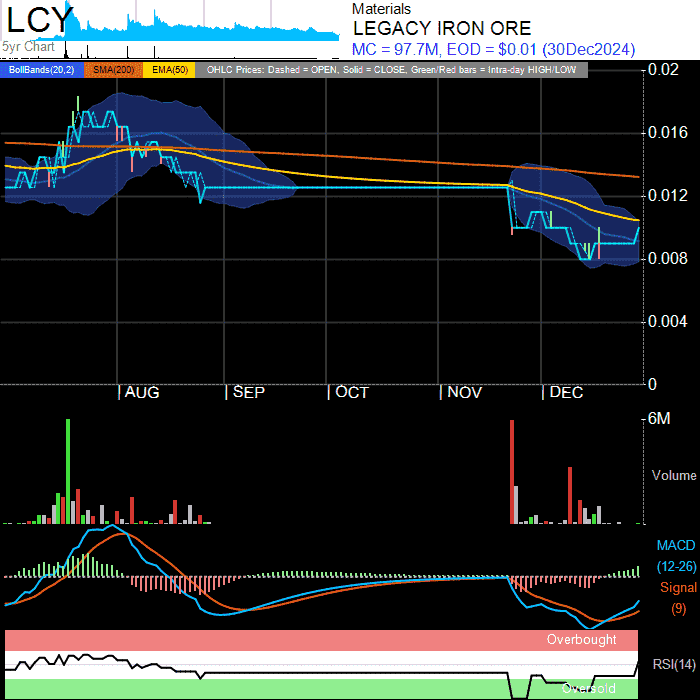 LCY
5yr Chart
Materials
LEGACY IRON ORE
MC = 97.7M, EOD = $0.01 (30Dec2024)
BollBands(20,2) SMA(200) EMA(50) OHLC Prices: Dashed = OPEN, Solid = CLOSE, Green/Red bars = Intra-day HIGH/LOW
0.02
0.016
0.012
0.008
0.004
0
AUG SEP OCT NOV DEC
6M
Volume
MACD
(12-26)
Signal
(9)
Overbought
RSI(14)
Oversold